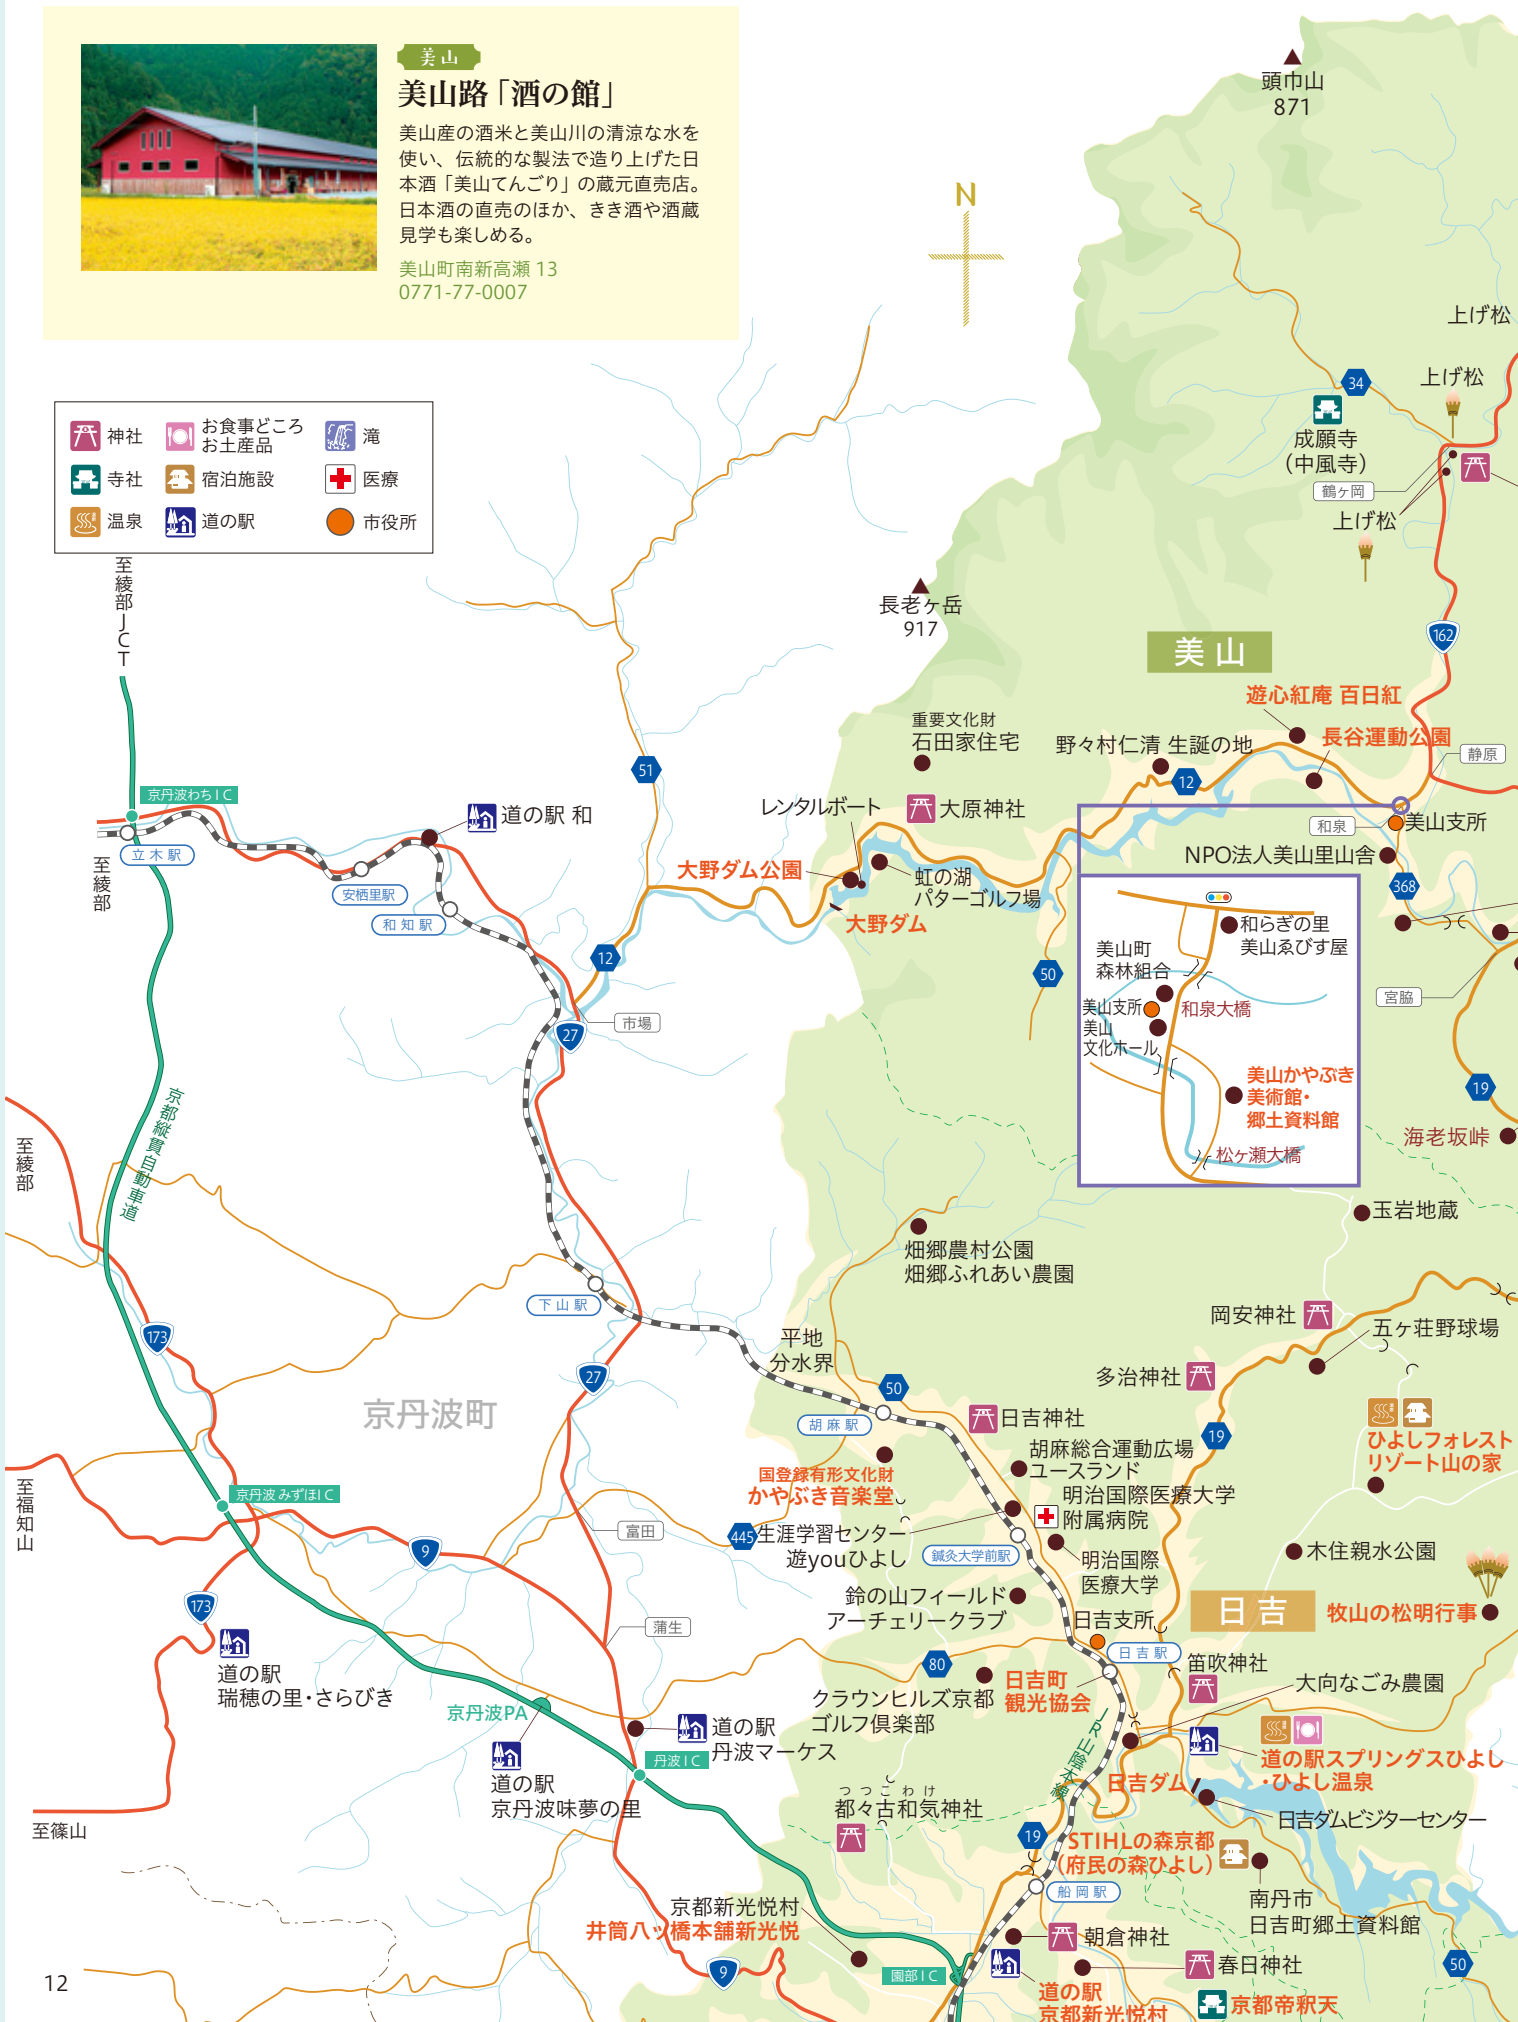 美山
美山路「酒の館」
美山産の酒米と美山川の清涼な水を
使い、伝統的な製法で造り上げた日
本酒「美山てんごり」の蔵元直売店。
日本酒の直売のほか、きき酒や酒蔵
見学も楽しめる。
美山町南新高瀬 13
0771-77-0007
N
頭巾山
871
上げ松
34
上げ松
成願寺
（中風寺）
鶴ヶ岡
上げ松
神社
お食事どころ
お土産品
滝
寺社
宿泊施設
医療
温泉
道の駅
市役所
至綾部JCT
長老ヶ岳
917
162
美山
遊心紅庵 百日紅
重要文化財
石田家住宅
野々村仁清 生誕の地
長谷運動公園
静原
12
51
京丹波わちIC
道の駅 和
レンタルボート
大原神社
和泉
美山支所
立木駅
至綾部
安栖里駅
和知駅
大野ダム公園
虹の湖
パターゴルフ場
大野ダム
NPO法人美山里山舎
368
12
50
和らぎの里
美山ゑびす屋
美山町
森林組合
美山支所
和泉大橋
美山
文化ホール
宮脇
市場
27
美山かやぶき
美術館・
郷土資料館
松ヶ瀬大橋
19
海老坂峠
京都縦貫自動車道
至綾部
玉岩地蔵
畑郷農村公園
畑郷ふれあい農園
下山駅
岡安神社
五ヶ荘野球場
173
平地
分水界
27
50
多治神社
京丹波町
胡麻駅
日吉神社
19
ひよしフォレスト
リゾート山の家
胡麻総合運動広場
ユースランド
国登録有形文化財
かやぶき音楽堂
明治国際医療大学
附属病院
至福知山
京丹波みずほIC
富田
445
生涯学習センター
遊youひよし
鍼灸大学前駅
9
明治国際
医療大学
木住親水公園
173
鈴の山フィールド
アーチェリークラブ
日吉
牧山の松明行事
蒲生
日吉支所
日吉駅
道の駅
瑞穂の里・さらびき
80
日吉町
観光協会
笛吹神社
大向なごみ農園
クラウンヒルズ京都
ゴルフ倶楽部
京丹波PA
JR山陰本線
道の駅
丹波マーケス
丹波IC
道の駅
京丹波味夢の里
道の駅スプリングスひよし
・ひよし温泉
日吉ダム
つつこわけ
都々古和気神社
日吉ダムビジターセンター
至篠山
19
STIHLの森京都
（府民の森ひよし）
船岡駅
南丹市
日吉町郷土資料館
京都新光悦村
井筒八ッ橋本舗新光悦
朝倉神社
春日神社
50
9
園部IC
道の駅
京都新光悦村
京都帝釈天
12